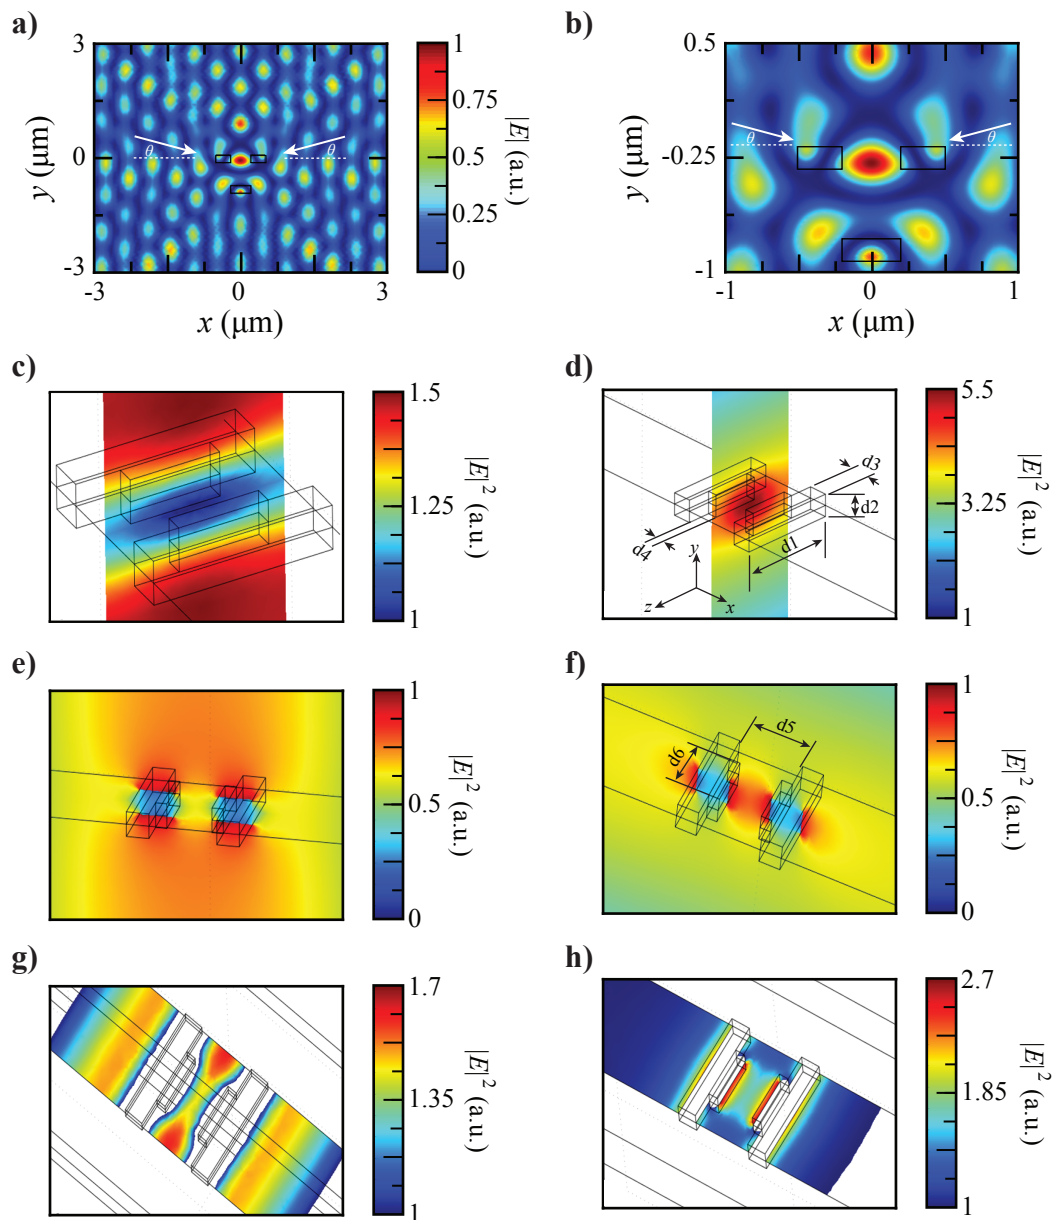 a)
3
0
-3
y (μm)
-3
0
3
x (μm)
θ
θ
1
0.75
0.5
0.25
0
|E| (a.u.)
b)
0.5
-0.25
-1
y (μm)
-1
0
1
x (μm)
θ
θ
c)
1.5
1.25
1
|E|² (a.u.)
d)
d3
d2
d1
d4
y
z
x
5.5
3.25
1
|E|² (a.u.)
e)
1
0.5
0
|E|² (a.u.)
f)
d5
d6
1
0.5
0
|E|² (a.u.)
g)
1.7
1.35
1
|E|² (a.u.)
h)
2.7
1.85
1
|E|² (a.u.)